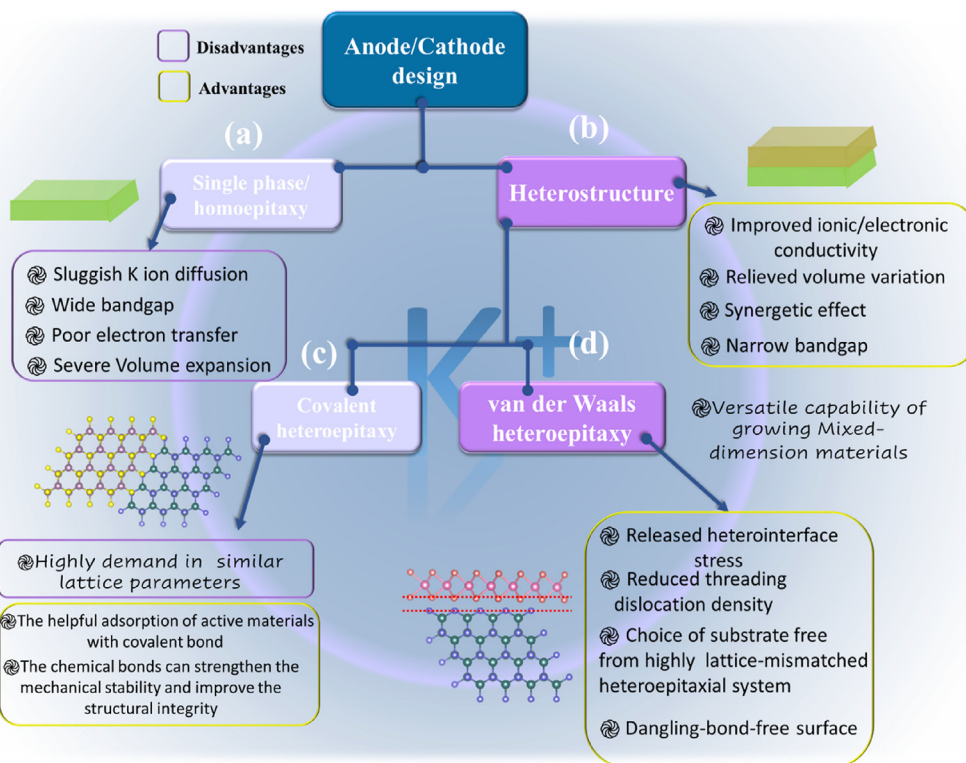 Disadvantages
Advantages
Anode/Cathode
design
(a)
(b)
Single phase/
homoepitaxy
Heterostructure
Sluggish K ion diffusion
Wide bandgap
Poor electron transfer
Severe Volume expansion
Improved ionic/electronic
conductivity
Relieved volume variation
Synergetic effect
Narrow bandgap
K+
(c)
(d)
Covalent
heteroepitaxy
van der Waals
heteroepitaxy
Versatile capability of
growing Mixed-
dimension materials
Highly demand in similar
lattice parameters
The helpful adsorption of active materials
with covalent bond
The chemical bonds can strengthen the
mechanical stability and improve the
structural integrity
Released heterointerface
stress
Reduced threading
dislocation density
Choice of substrate free
from highly lattice-mismatched
heteroepitaxial system
Dangling-bond-free surface